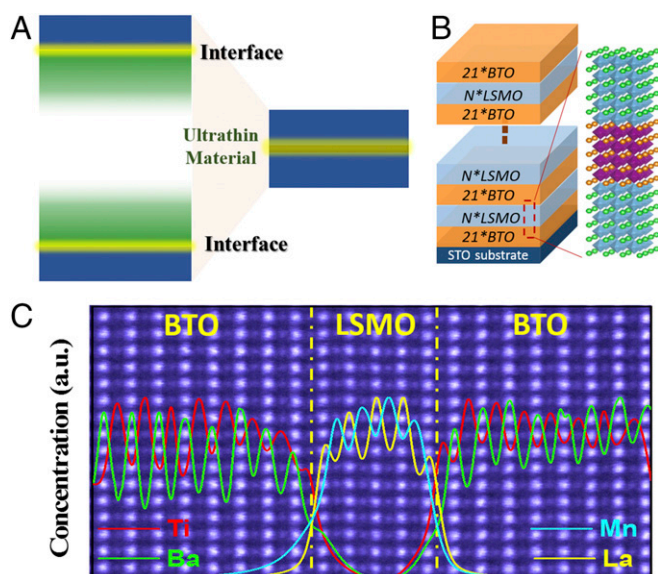 A
Interface
Ultrathin
Material
Interface
B
21*BTO
N*LSMO
21*BTO
N*LSMO
21*BTO
N*LSMO
21*BTO
STO substrate
C
BTO
LSMO
BTO
Concentration (a.u.)
Ti
Mn
Ba
La